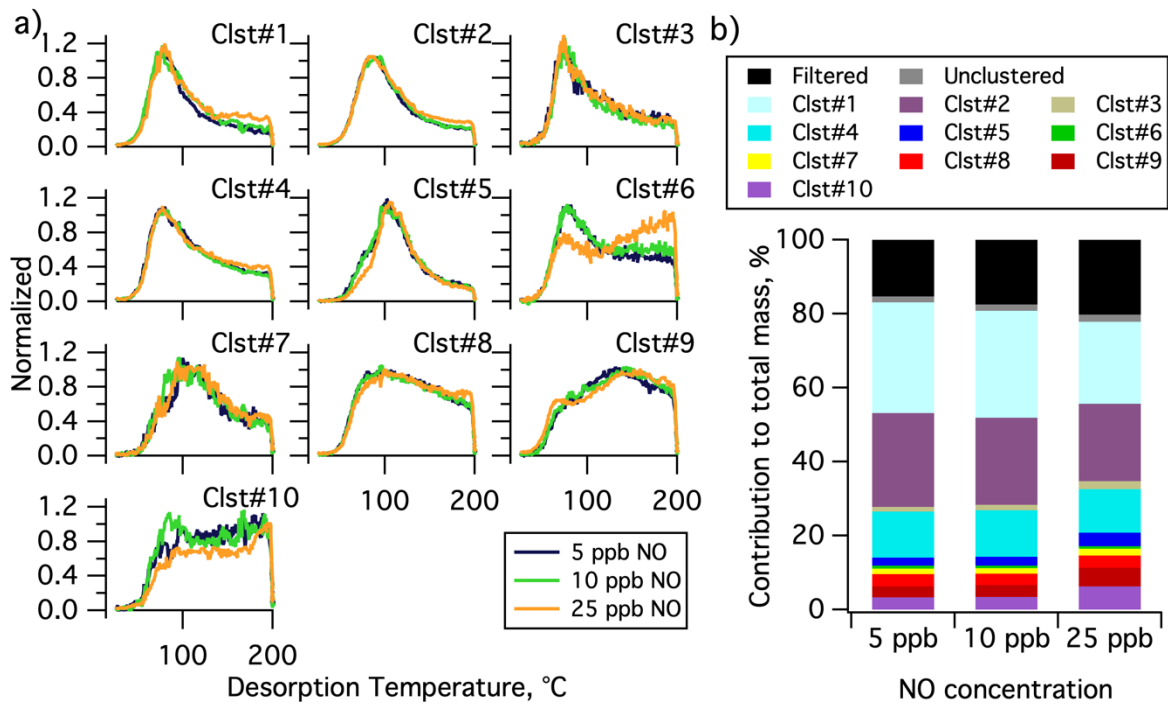 a)
Clst#1 Clst#2 Clst#3
1.2
0.8
0.4
0.0
Clst#4 Clst#5 Clst#6
1.2
0.8
0.4
0.0
Clst#7 Clst#8 Clst#9
1.2
0.8
0.4
0.0
100 200
Clst#10
1.2
0.8
0.4
0.0
100 200
Normalized
Desorption Temperature, °C
5 ppb NO
10 ppb NO
25 ppb NO
b)
Filtered Unclustered
Clst#1 Clst#2 Clst#3
Clst#4 Clst#5 Clst#6
Clst#7 Clst#8 Clst#9
Clst#10
100
80
60
40
20
0
Contribution to total mass, %
5 ppb 10 ppb 25 ppb
NO concentration